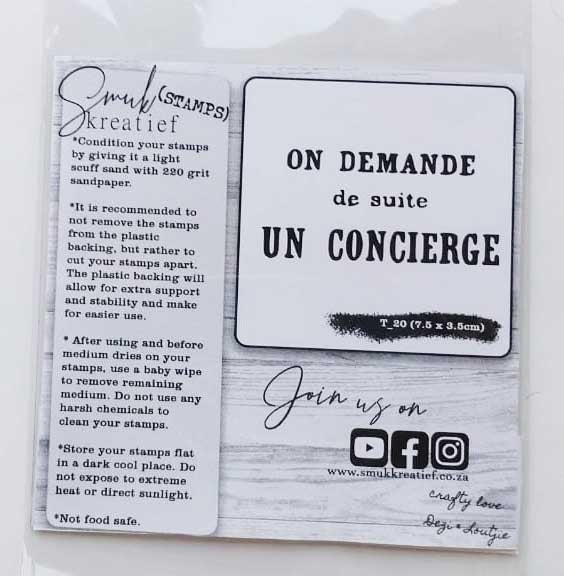 Smuk (STAMPS)
kreatief
*Condition your stamps
by giving it a light
scuff sand with 220 grit
sandpaper.
*It is recommended to
not remove the stamps
from the plastic
backing, but rather to
cut your stamps apart.
The plastic backing will
allow for extra support
and stability and make
for easier use.
* After using and before
medium dries on your
stamps, use a baby wipe
to remove remaining
medium. Do not use any
harsh chemicals to
clean your stamps.
*Store your stamps flat
in a dark cool place. Do
not expose to extreme
heat or direct sunlight.
*Not food safe.
ON DEMANDE
de suite
UN CONCIERGE
T_20 (7.5 x 3.5cm)
Join us on
www.smukkreatief.co.za
crafty love
Dezi & Loutjie